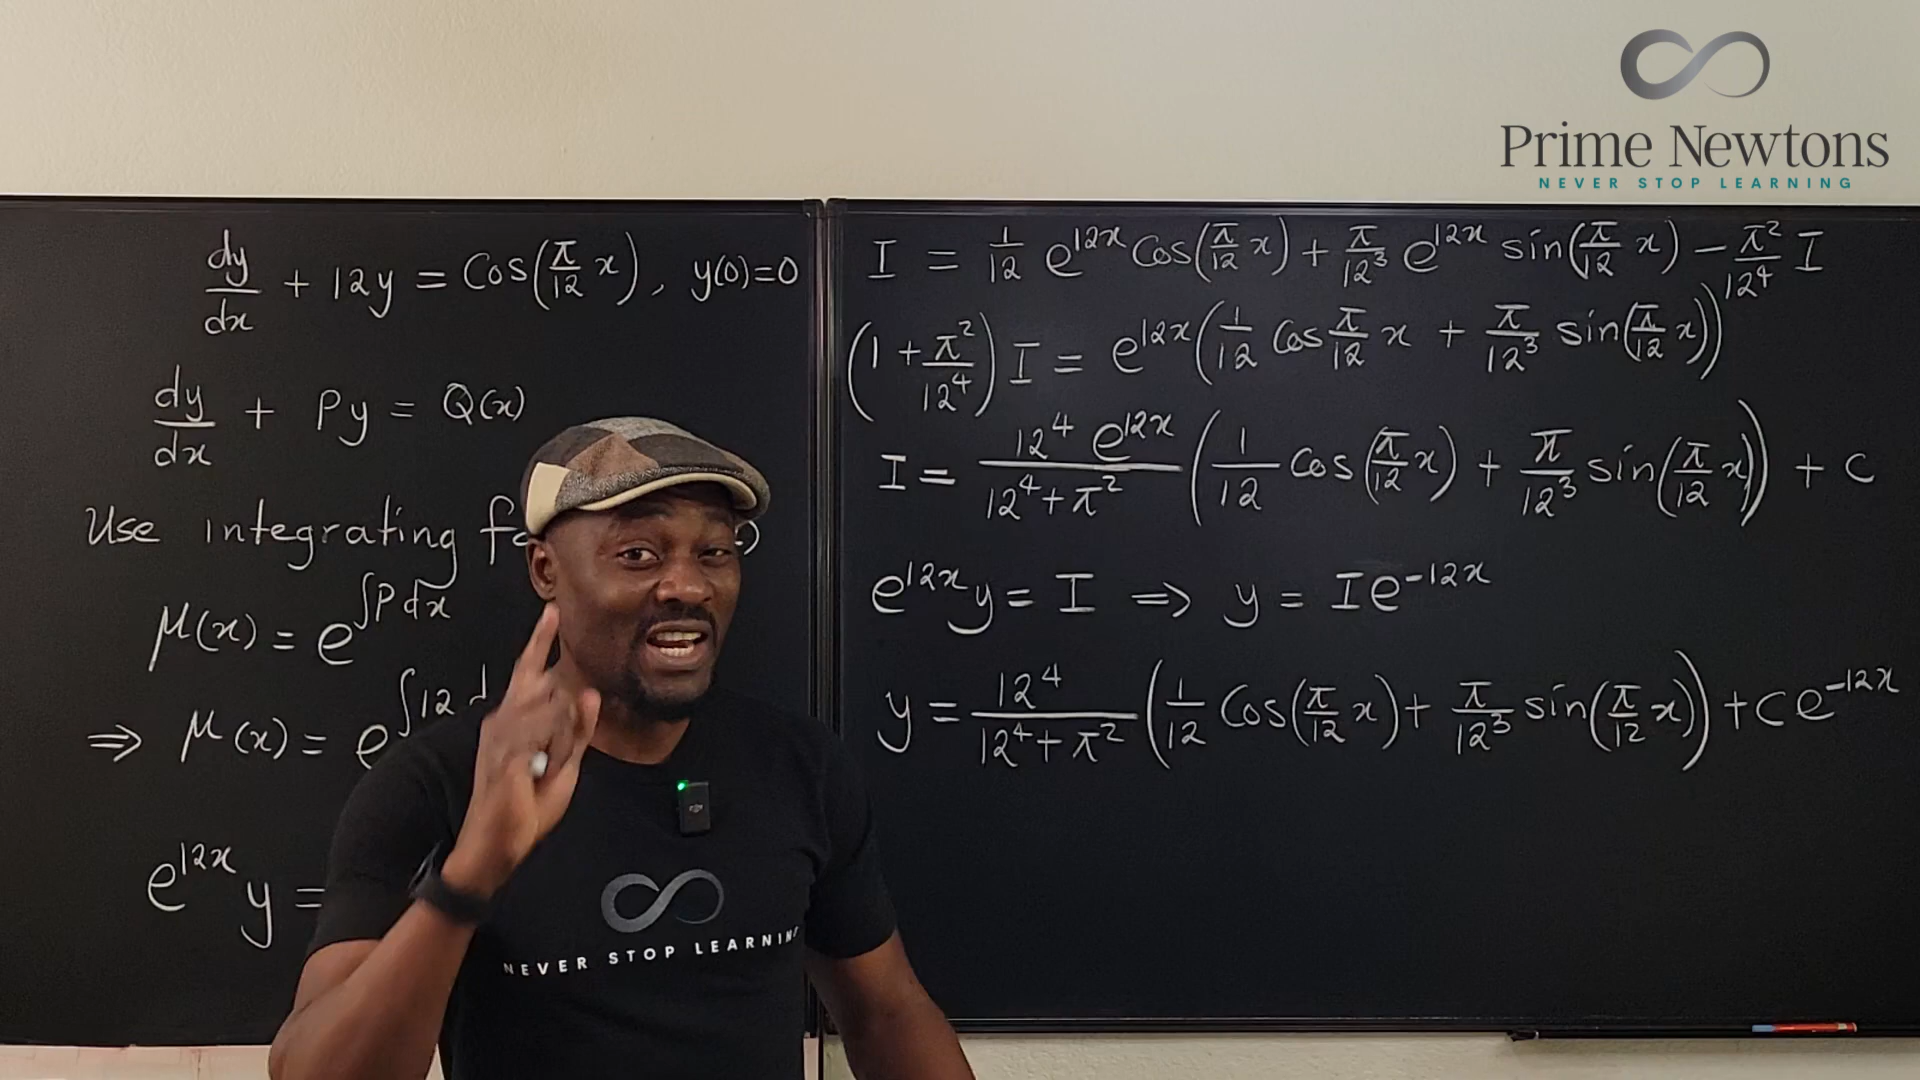 Prime Newtons
NEVER STOP LEARNING
dy/dx + 12y = Cos(π/12 x), y(0)=0
dy/dx + Py = Q(x)
Use integrating
μ(x) = e^∫P dx
⇒ μ(x) = e^∫12
e^12x y =
I = 1/12 e^12x Cos(π/12 x) + π/12³ e^12x sin(π/12 x) − π²/12⁴ I
(1 + π²/12⁴) I = e^12x (1/12 Cos π/12 x + π/12³ sin(π/12 x))
I = 12⁴ e^12x / 12⁴+π² (1/12 Cos(π/12 x) + π/12³ sin(π/12 x)) + C
e^12x y = I ⇒ y = I e^−12x
y = 12⁴ / 12⁴+π² (1/12 Cos(π/12 x) + π/12³ sin(π/12 x)) + C e^−12x
NEVER STOP LEARNING